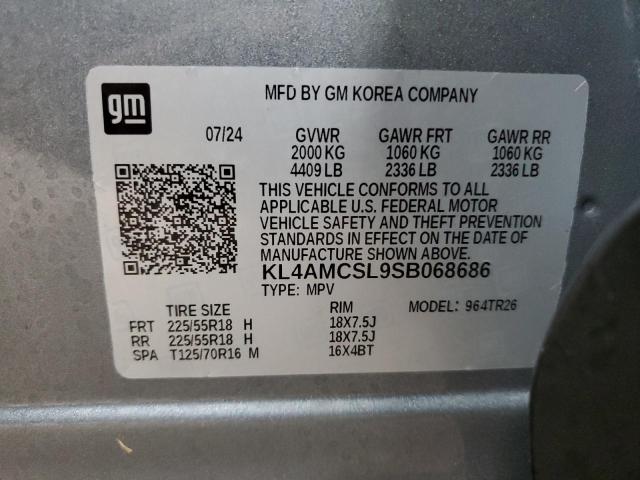 gm
MFD BY GM KOREA COMPANY
07/24 GVWR GAWR FRT GAWR RR
2000 KG 1060 KG 1060 KG
4409 LB 2336 LB 2336 LB
THIS VEHICLE CONFORMS TO ALL
APPLICABLE U.S. FEDERAL MOTOR
VEHICLE SAFETY AND THEFT PREVENTION
STANDARDS IN EFFECT ON THE DATE OF
MANUFACTURE SHOWN ABOVE.
KL4AMCSL9SB068686
TYPE: MPV
TIRE SIZE RIM MODEL: 964TR26
FRT 225/55R18 H 18X7.5J
RR 225/55R18 H 18X7.5J
SPA T125/70R16 M 16X4BT